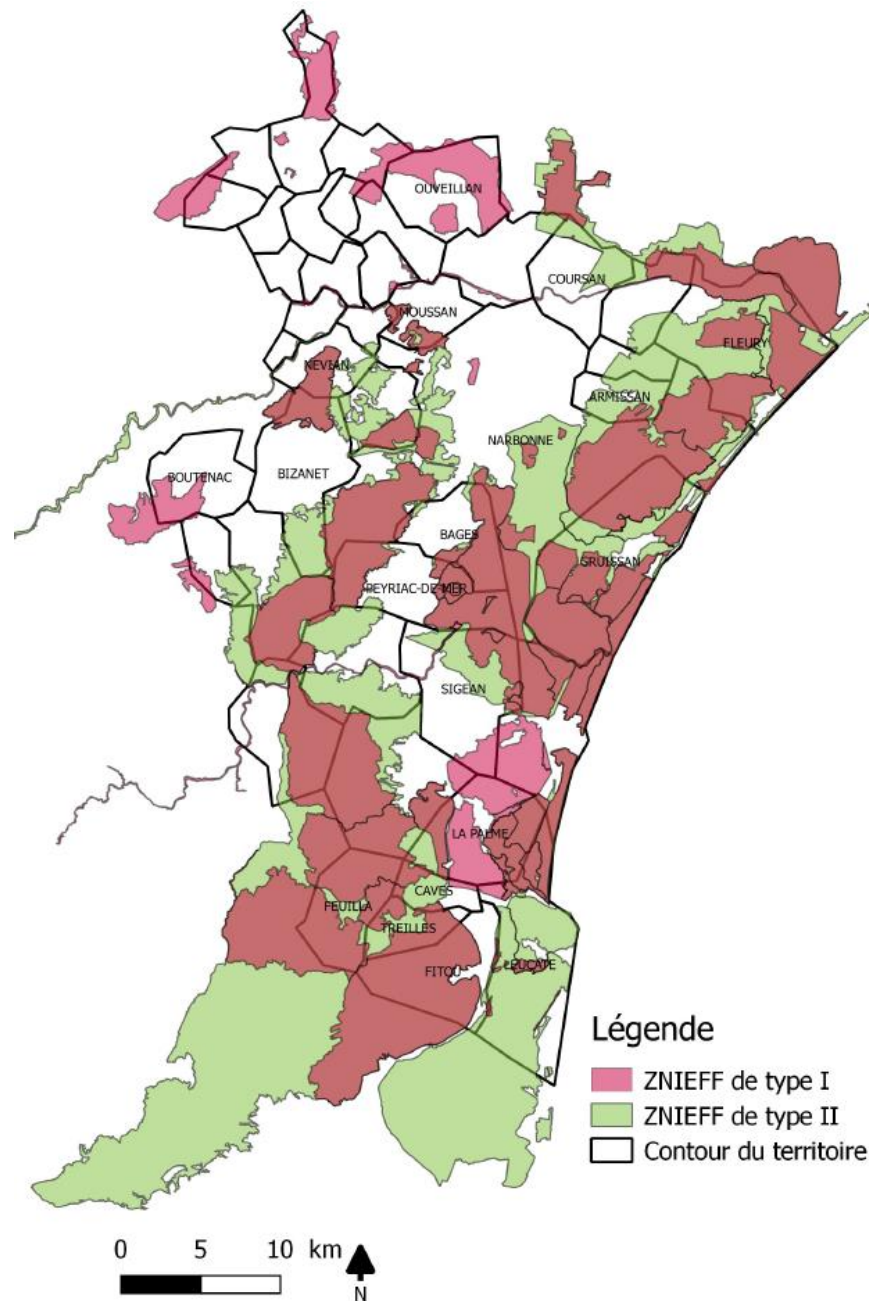 OUVEILLAN
COURSAN
MOUSSAN
FLEURY
NEVIAN
ARMISSAN
NARBONNE
BOUTENAC
BIZANET
BAGES
GRUISSAN
PEYRIAC-DE-MER
SIGEAN
LA PALME
CAVES
FEUILLA
TREILLES
FITOU
LEUCATE
Légende
ZNIEFF de type I
ZNIEFF de type II
Contour du territoire
0 5 10 km
N